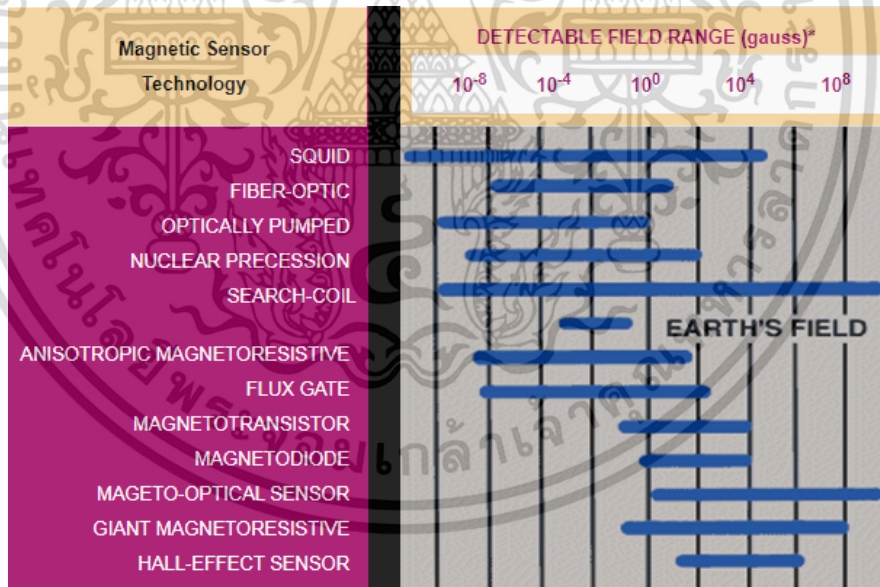 Magnetic Sensor
Technology
DETECTABLE FIELD RANGE (gauss)*
10⁻⁸ 10⁻⁴ 10⁰ 10⁴ 10⁸
SQUID
FIBER-OPTIC
OPTICALLY PUMPED
NUCLEAR PRECESSION
SEARCH-COIL
EARTH'S FIELD
ANISOTROPIC MAGNETORESISTIVE
FLUX GATE
MAGNETOTRANSISTOR
MAGNETODIODE
MAGETO-OPTICAL SENSOR
GIANT MAGNETORESISTIVE
HALL-EFFECT SENSOR